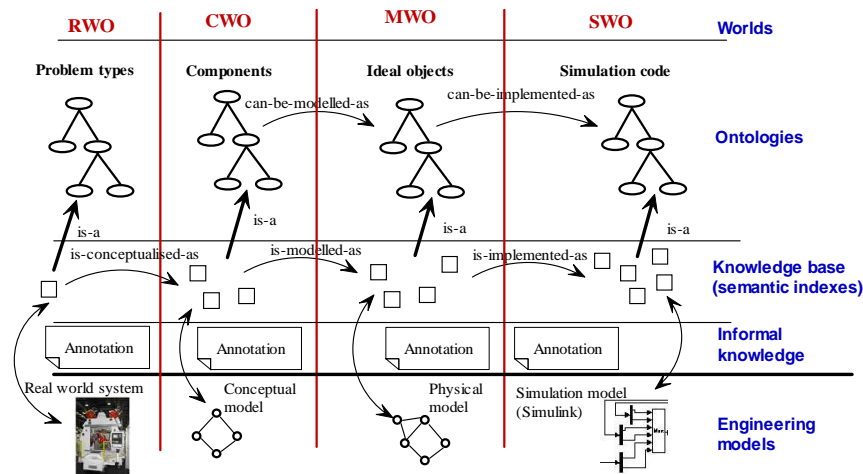 RWO CWO MWO SWO Worlds
Problem types Components Ideal objects Simulation code
can-be-modelled-as can-be-implemented-as
Ontologies
is-a is-a is-a is-a
is-conceptualised-as is-modelled-as is-implemented-as
Knowledge base
(semantic indexes)
Annotation Annotation Annotation Annotation
Informal
knowledge
Real world system
Conceptual
model
Physical
model
Simulation model
(Simulink)
Engineering
models